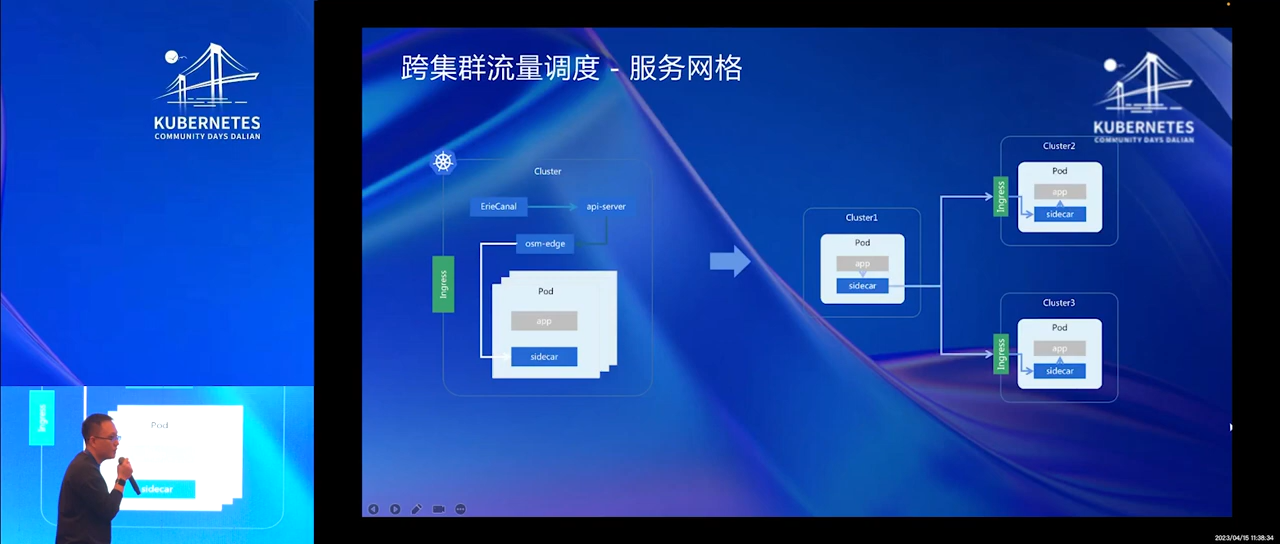 KUBERNETES
COMMUNITY DAYS DALIAN
Ingress
Pod
sidecar
跨集群流量调度 - 服务网格
KUBERNETES
COMMUNITY DAYS DALIAN
Cluster
ErieCanal
api-server
osm-edge
Ingress
Pod
app
sidecar
Cluster1
Pod
app
sidecar
Cluster2
Ingress
Pod
app
sidecar
Cluster3
Ingress
Pod
app
sidecar
2023/04/15 11:38:34